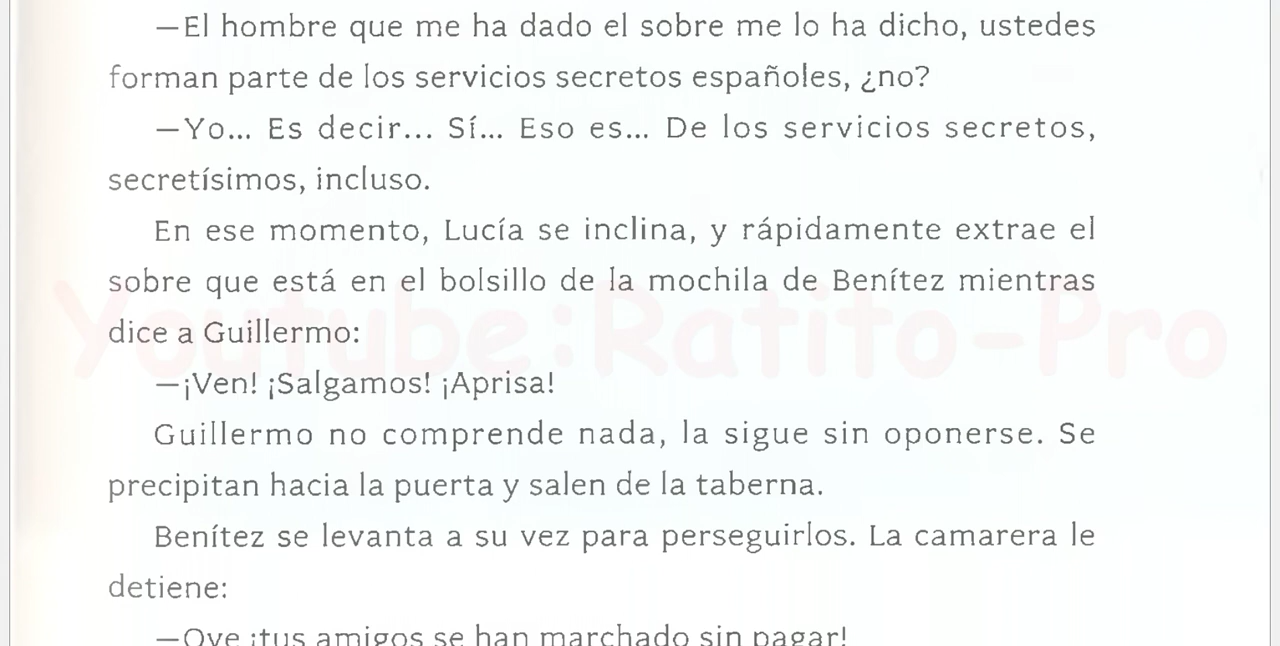 —El hombre que me ha dado el sobre me lo ha dicho, ustedes
forman parte de los servicios secretos españoles, ¿no?
—Yo... Es decir... Sí... Eso es... De los servicios secretos,
secretísimos, incluso.
En ese momento, Lucía se inclina, y rápidamente extrae el
sobre que está en el bolsillo de la mochila de Benítez mientras
Youtube:Ratito-Pro
dice a Guillermo:
—¡Ven! ¡Salgamos! ¡Aprisa!
Guillermo no comprende nada, la sigue sin oponerse. Se
precipitan hacia la puerta y salen de la taberna.
Benítez se levanta a su vez para perseguirlos. La camarera le
detiene:
—Oye ¡tus amigos se han marchado sin pagar!